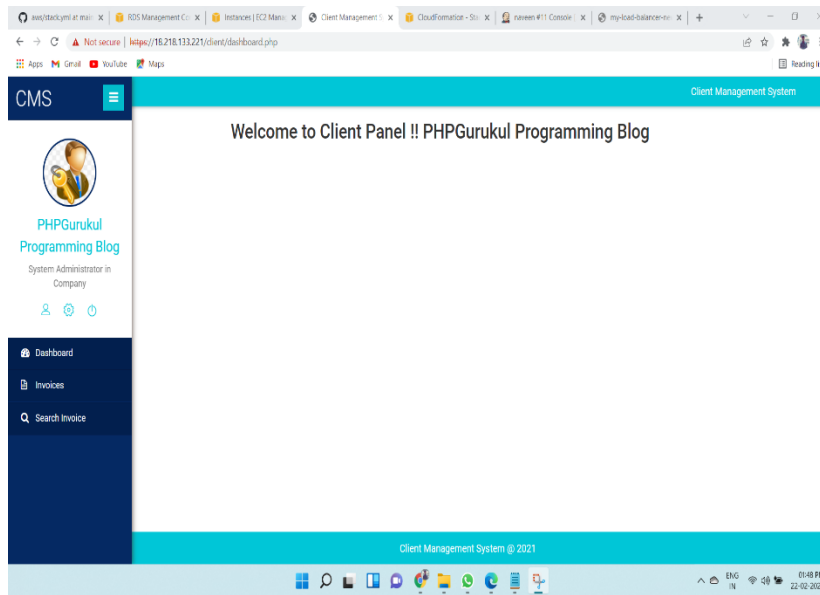 aws/stack.yml at main
RDS Management Co
Instances | EC2 Mana
Client Management S
CloudFormation - Sta
naveen #11 Console
my-load-balancer-ne
Not secure | https://18.218.133.221/client/dashboard.php
Apps
Gmail
YouTube
Maps
Reading li
CMS
Client Management System
Welcome to Client Panel !! PHPGurukul Programming Blog
PHPGurukul
Programming Blog
System Administrator in
Company
Dashboard
Invoices
Search Invoice
Client Management System @ 2021
ENG
IN
01:48 P
22-02-202